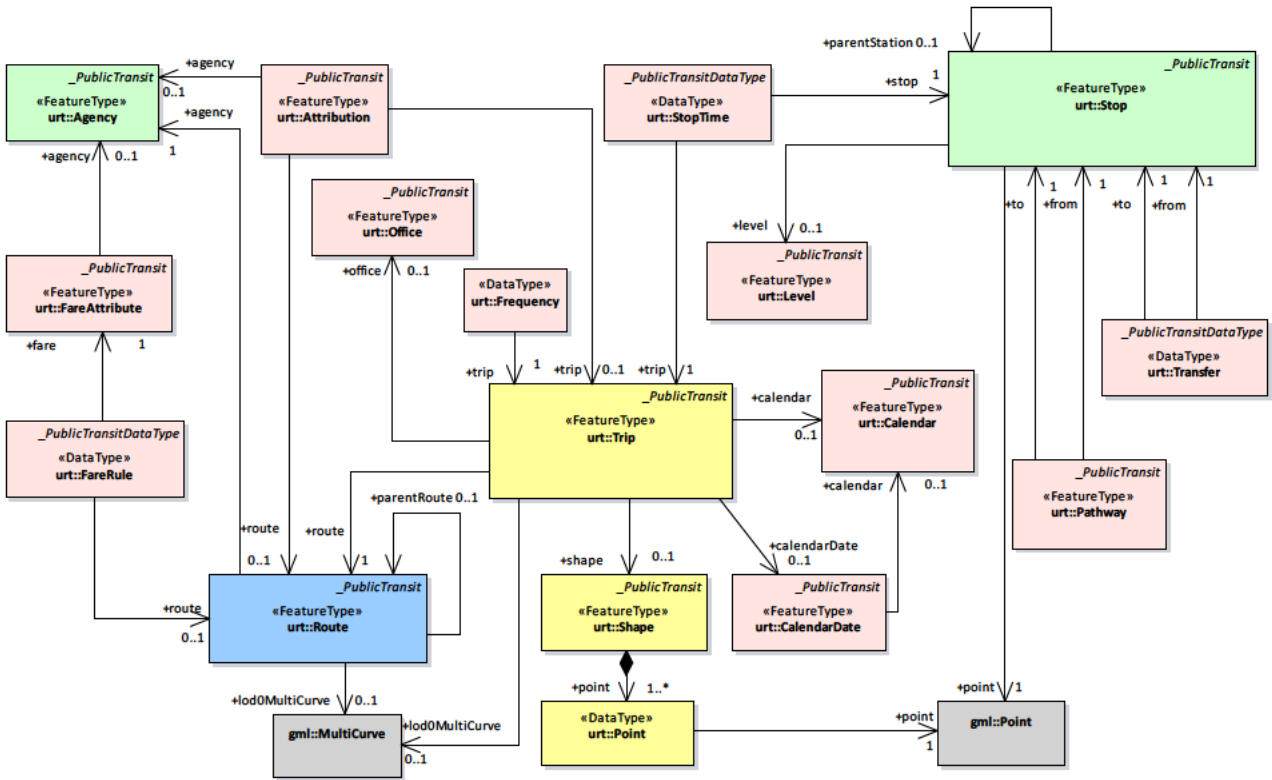 +parentStation 0..1
_PublicTransit
«FeatureType»
urt::Agency
+agency
0..1
+agency
1
_PublicTransit
«FeatureType»
urt::Attribution
_PublicTransitDataType
«DataType»
urt::StopTime
+stop
1
_PublicTransit
«FeatureType»
urt::Stop
+agency
0..1
_PublicTransit
«FeatureType»
urt::Office
+office
0..1
+level
0..1
_PublicTransit
«FeatureType»
urt::Level
+to
1
+from
1
+to
1
+from
1
_PublicTransit
«FeatureType»
urt::FareAttribute
+fare
1
«DataType»
urt::Frequency
+trip
1
+trip
0..1
+trip
1
_PublicTransitDataType
«DataType»
urt::Transfer
_PublicTransit
«FeatureType»
urt::Trip
+calendar
0..1
_PublicTransit
«FeatureType»
urt::Calendar
+calendar
0..1
_PublicTransitDataType
«DataType»
urt::FareRule
_PublicTransit
«FeatureType»
urt::Pathway
+parentRoute 0..1
+route
0..1
+route
1
+shape
0..1
+calendarDate
0..1
+route
0..1
_PublicTransit
«FeatureType»
urt::Route
_PublicTransit
«FeatureType»
urt::Shape
_PublicTransit
«FeatureType»
urt::CalendarDate
+lod0MultiCurve
0..1
+lod0MultiCurve
0..1
gml::MultiCurve
+point
1..*
«DataType»
urt::Point
+point
1
+point
1
gml::Point